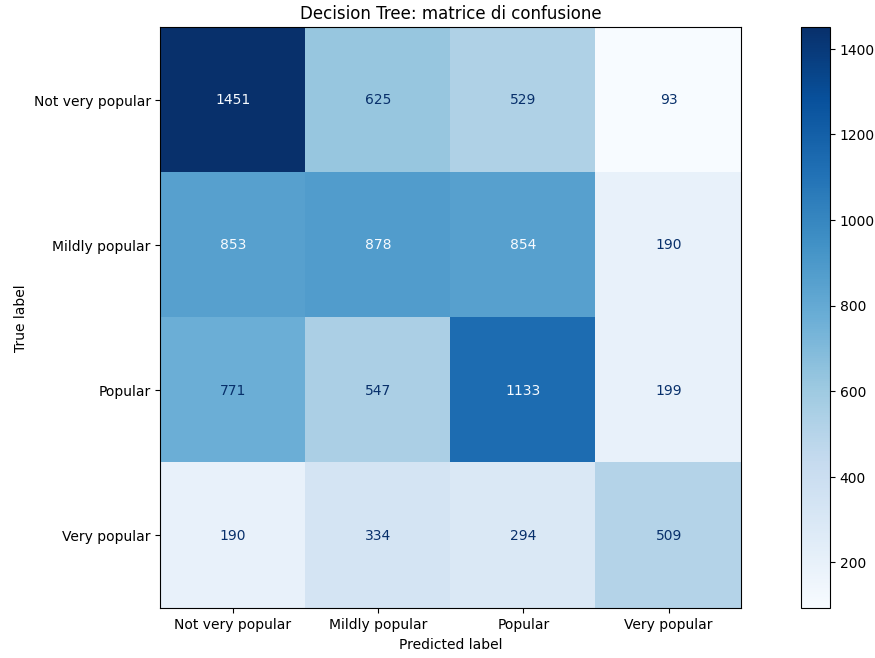 Decision Tree: matrice di confusione
True label
Not very popular
1451 625 529 93
Mildly popular
853 878 854 190
Popular
771 547 1133 199
Very popular
190 334 294 509
Not very popular Mildly popular Popular Very popular
Predicted label
1400
1200
1000
800
600
400
200